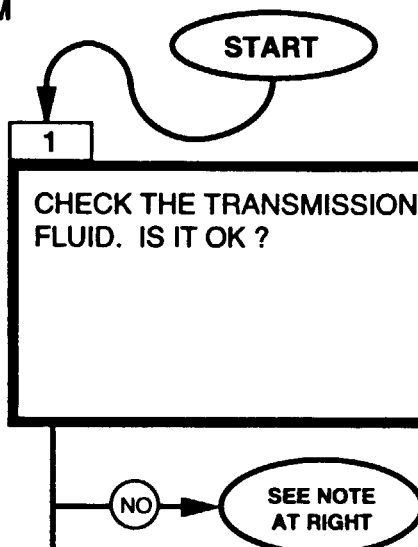 START
1
CHECK THE TRANSMISSION
FLUID. IS IT OK ?
NO
SEE NOTE
AT RIGHT